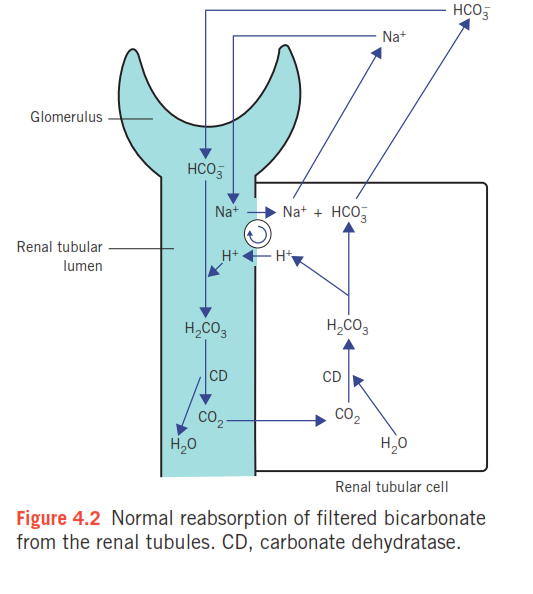 HCO₃⁻
Na⁺
Glomerulus
HCO₃⁻
Na⁺ Na⁺ + HCO₃⁻
Renal tubular
lumen
H⁺ H⁺
H₂CO₃ H₂CO₃
CD CD
CO₂ CO₂
H₂O H₂O
Renal tubular cell
Figure 4.2 Normal reabsorption of filtered bicarbonate
from the renal tubules. CD, carbonate dehydratase.